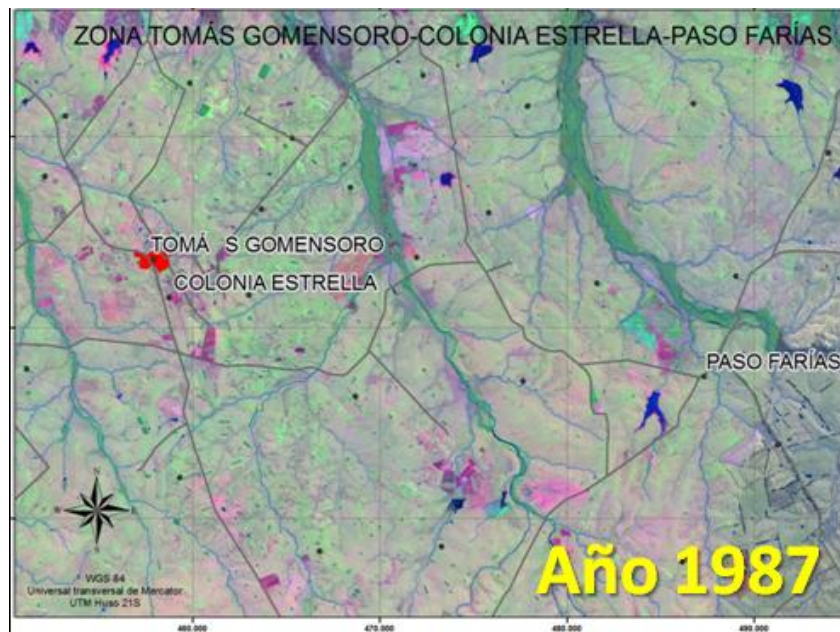 ZONA TOMÁS GOMENSORO-COLONIA ESTRELLA-PASO FARÍAS
TOMÁ S GOMENSORO
COLONIA ESTRELLA
PASO FARÍAS
N
Año 1987
WGS 84
Universal transversal de Mercator
UTM Huso 21S
460.000
470.000
480.000
490.000